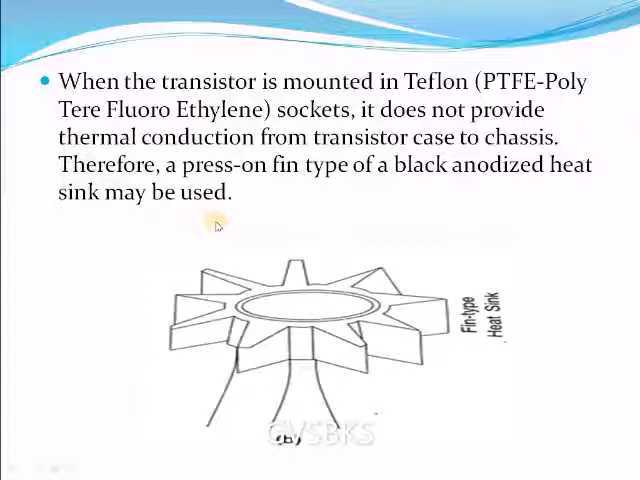 When the transistor is mounted in Teflon (PTFE-Poly
Tere Fluoro Ethylene) sockets, it does not provide
thermal conduction from transistor case to chassis.
Therefore, a press-on fin type of a black anodized heat
sink may be used.
Fin-type
Heat Sink
GVSBKS
(B)